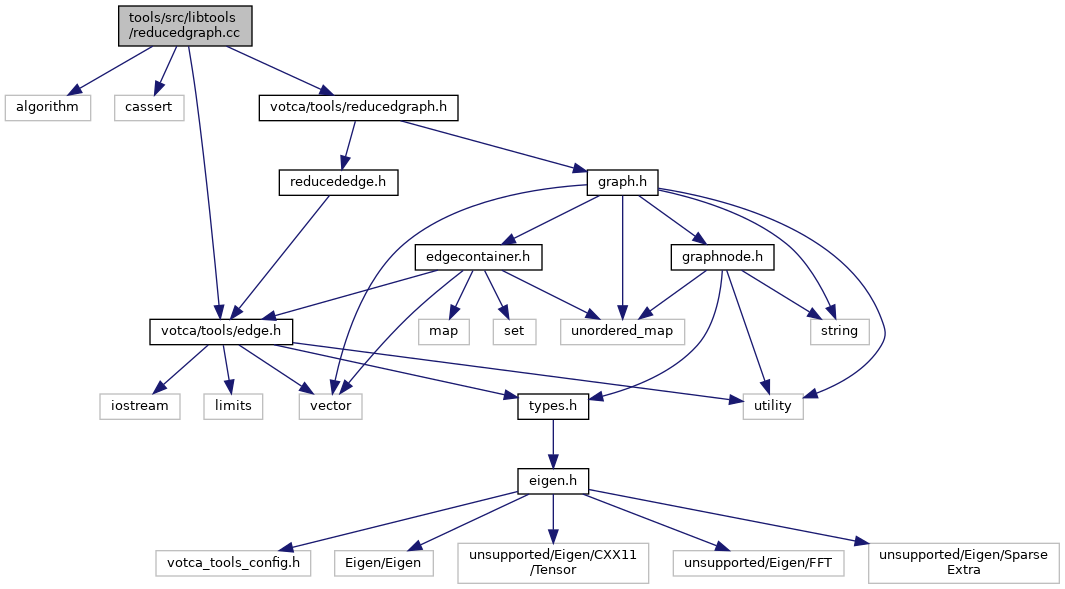 tools/src/libtools
/reducedgraph.cc
algorithm
cassert
votca/tools/reducedgraph.h
reducededge.h
graph.h
edgecontainer.h
graphnode.h
votca/tools/edge.h
map
set
unordered_map
string
iostream
limits
vector
types.h
utility
eigen.h
votca_tools_config.h
Eigen/Eigen
unsupported/Eigen/CXX11
/Tensor
unsupported/Eigen/FFT
unsupported/Eigen/Sparse
Extra